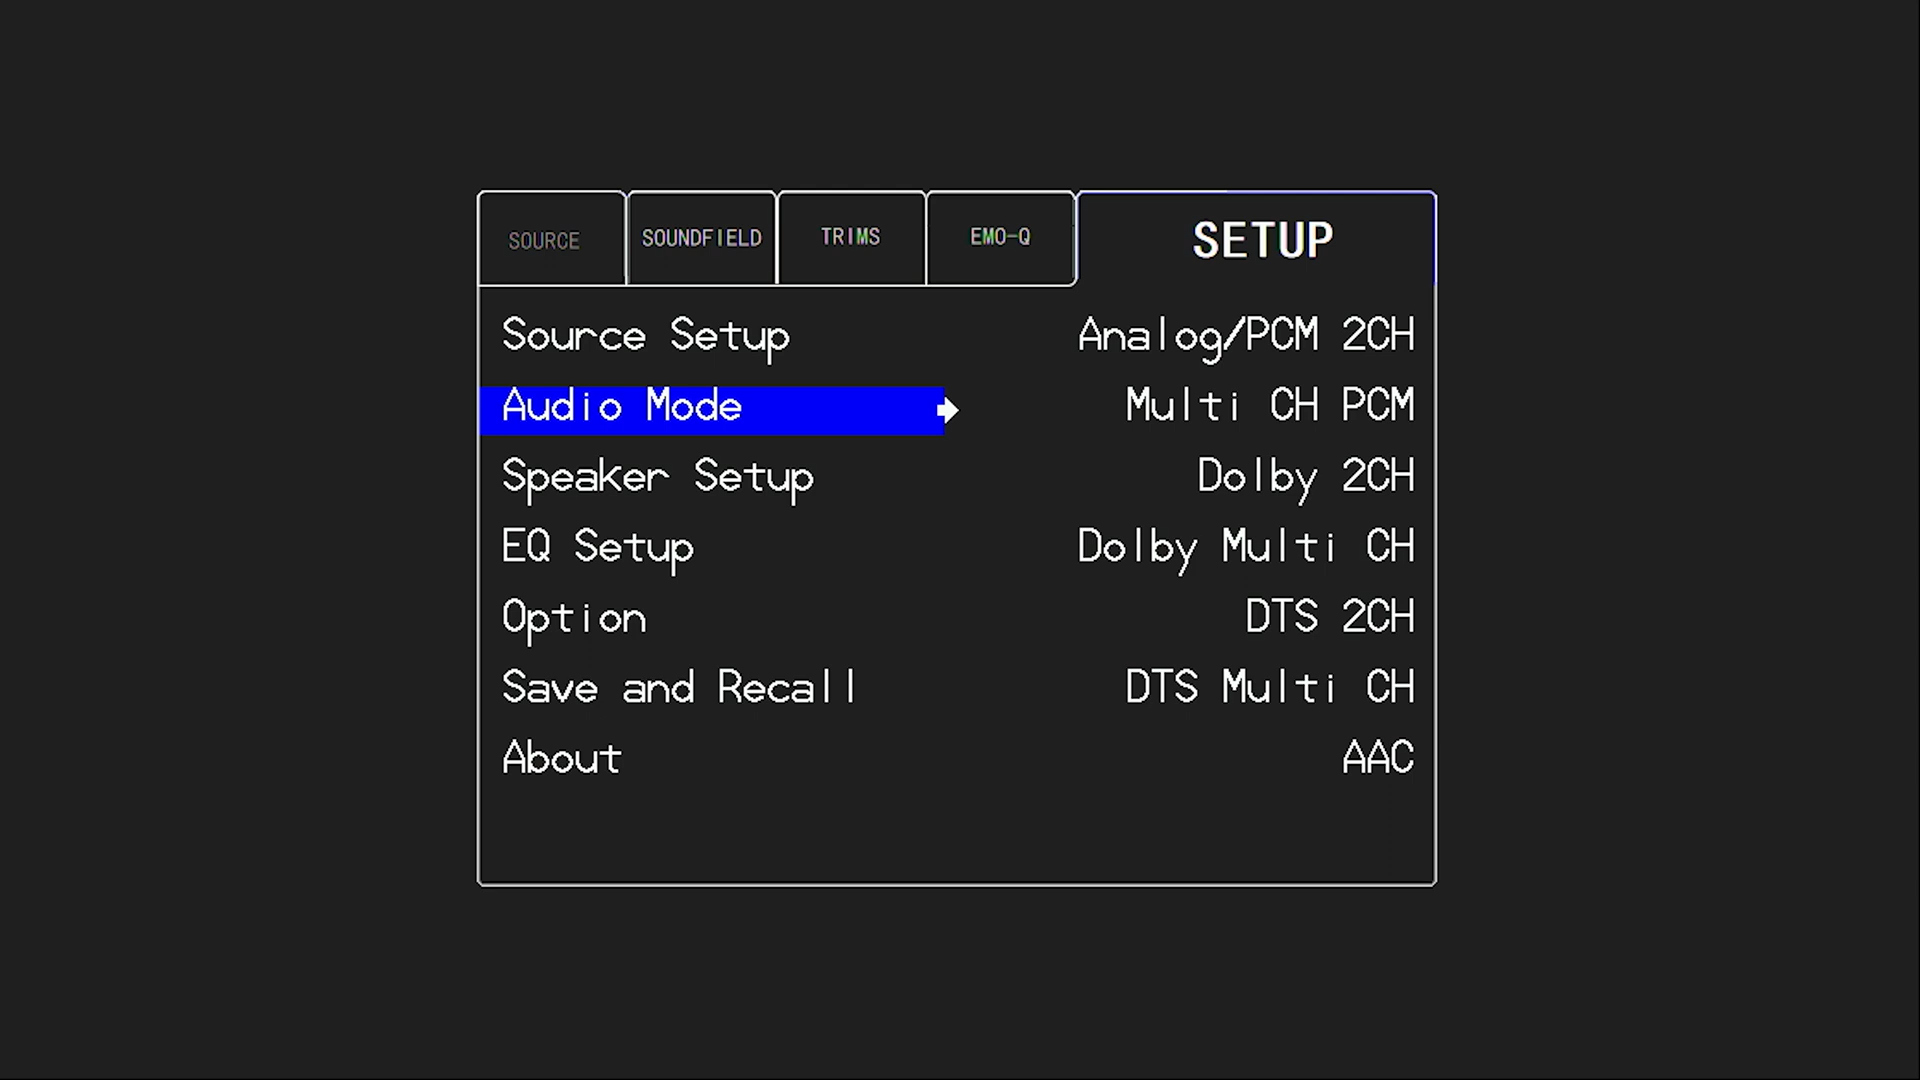 SOURCE SOUNDFIELD TRIMS EMO-Q SETUP
Source Setup Analog/PCM 2CH
Audio Mode Multi CH PCM
Speaker Setup Dolby 2CH
EQ Setup Dolby Multi CH
Option DTS 2CH
Save and Recall DTS Multi CH
About AAC